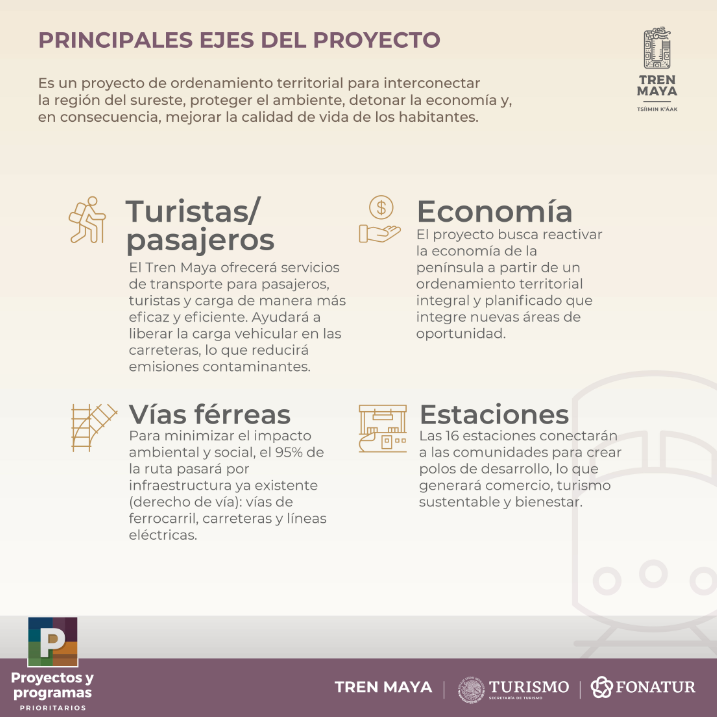 PRINCIPALES EJES DEL PROYECTO
Es un proyecto de ordenamiento territorial para interconectar
la región del sureste, proteger el ambiente, detonar la economía y,
en consecuencia, mejorar la calidad de vida de los habitantes.
TREN
MAYA
TSÍIMIN K'ÁAK
Turistas/
pasajeros
El Tren Maya ofrecerá servicios
de transporte para pasajeros,
turistas y carga de manera más
eficaz y eficiente. Ayudará a
liberar la carga vehicular en las
carreteras, lo que reducirá
emisiones contaminantes.
Economía
El proyecto busca reactivar
la economía de la
península a partir de un
ordenamiento territorial
integral y planificado que
integre nuevas áreas de
oportunidad.
Vías férreas
Para minimizar el impacto
ambiental y social, el 95% de
la ruta pasará por
infraestructura ya existente
(derecho de vía): vías de
ferrocarril, carreteras y líneas
eléctricas.
Estaciones
Las 16 estaciones conectarán
a las comunidades para crear
polos de desarrollo, lo que
generará comercio, turismo
sustentable y bienestar.
P
Proyectos y
programas
PRIORITARIOS
TREN MAYA
TURISMO
SECRETARÍA DE TURISMO
FONATUR